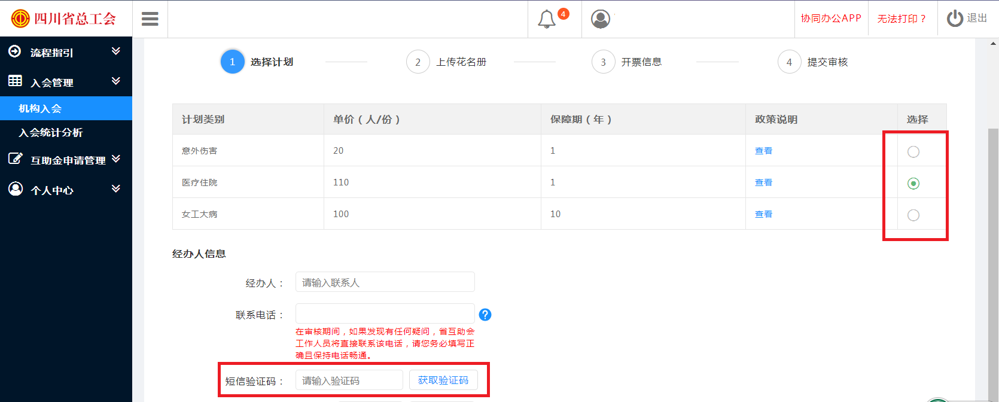 四川省总工会
4
协同办公APP
无法打印？
退出
流程指引
入会管理
机构入会
入会统计分析
互助金申请管理
个人中心
1 选择计划
2 上传花名册
3 开票信息
4 提交审核
计划类别 单价（人/份） 保障期（年） 政策说明 选择
意外伤害 20 1 查看
医疗住院 110 1 查看
女工大病 100 10 查看
经办人信息
经办人： 请输入联系人
联系电话： ?
在审核期间，如果发现有任何疑问，省互助会
工作人员将直接联系该电话，请您务必填写正
确且保持电话畅通。
短信验证码： 请输入验证码 获取验证码